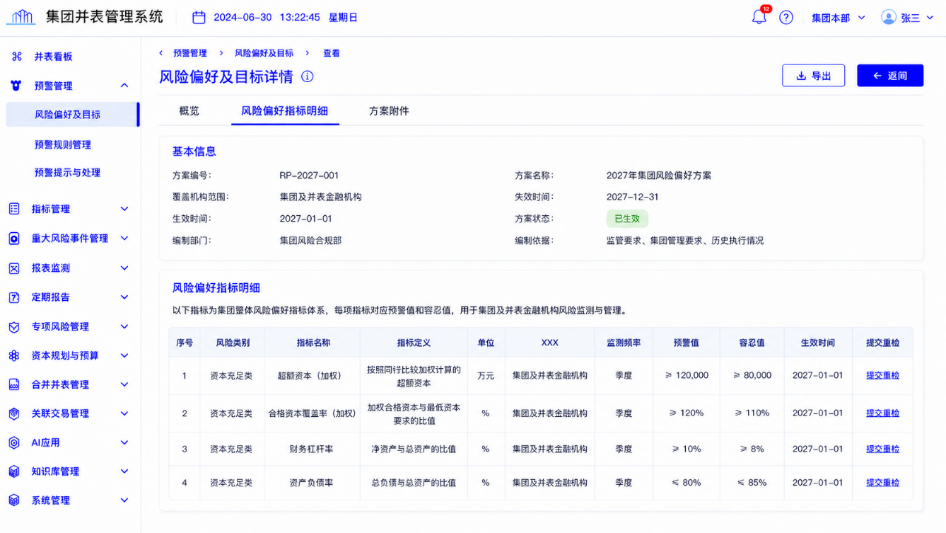 集团并表管理系统
2024-06-30 13:22:45 星期日
12
集团本部
张三
并表看板
预警管理
风险偏好及目标
预警规则管理
预警提示与处理
指标管理
重大风险事件管理
报表监测
定期报告
专项风险管理
资本规划与预算
合并并表管理
关联交易管理
AI应用
知识库管理
系统管理
预警管理 > 风险偏好及目标 > 查看
风险偏好及目标详情
导出
返回
概览 风险偏好指标明细 方案附件
基本信息
方案编号: RP-2027-001 方案名称: 2027年集团风险偏好方案
覆盖机构范围: 集团及并表金融机构 失效时间: 2027-12-31
生效时间: 2027-01-01 方案状态: 已生效
编制部门: 集团风险合规部 编制依据: 监管要求、集团管理要求、历史执行情况
风险偏好指标明细
以下指标为集团整体风险偏好指标体系，每项指标对应预警值和容忍值，用于集团及并表金融机构风险监测与管理。
序号 风险类别 指标名称 指标定义 单位 XXX 监测频率 预警值 容忍值 生效时间 提交重检
1 资本充足类 超额资本（加权） 按照同行比较加权计算的超额资本 万元 集团及并表金融机构 季度 ≥ 120,000 ≥ 80,000 2027-01-01 提交重检
2 资本充足类 合格资本覆盖率（加权） 加权合格资本与最低资本要求的比值 % 集团及并表金融机构 季度 ≥ 120% ≥ 110% 2027-01-01 提交重检
3 资本充足类 财务杠杆率 净资产与总资产的比值 % 集团及并表金融机构 季度 ≥ 10% ≥ 8% 2027-01-01 提交重检
4 资本充足类 资产负债率 总负债与总资产的比值 % 集团及并表金融机构 季度 ≤ 80% ≤ 85% 2027-01-01 提交重检